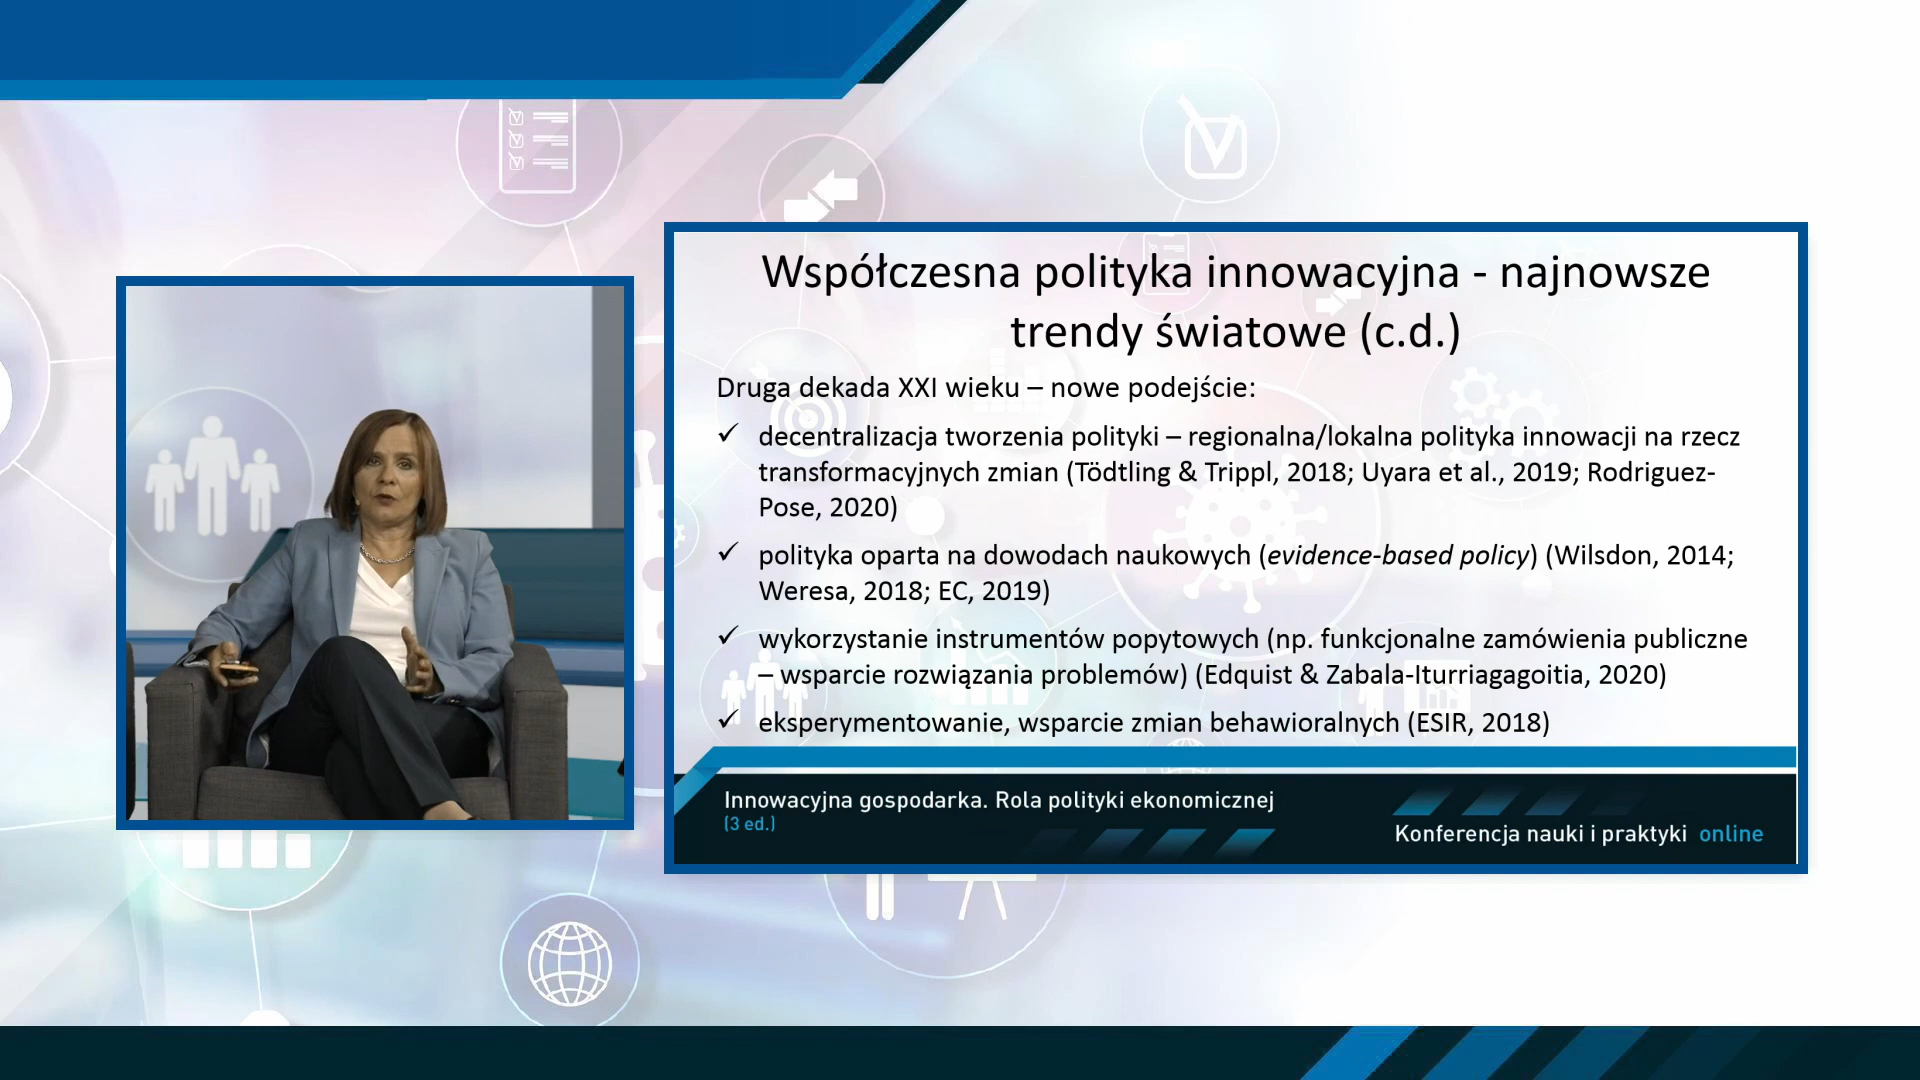 Współczesna polityka innowacyjna - najnowsze
trendy światowe (c.d.)
Druga dekada XXI wieku – nowe podejście:
✓ decentralizacja tworzenia polityki – regionalna/lokalna polityka innowacji na rzecz
transformacyjnych zmian (Tödtling & Trippl, 2018; Uyara et al., 2019; Rodriguez-
Pose, 2020)
✓ polityka oparta na dowodach naukowych (evidence-based policy) (Wilsdon, 2014;
Weresa, 2018; EC, 2019)
✓ wykorzystanie instrumentów popytowych (np. funkcjonalne zamówienia publiczne
– wsparcie rozwiązania problemów) (Edquist & Zabala-Iturriagagoitia, 2020)
✓ eksperymentowanie, wsparcie zmian behawioralnych (ESIR, 2018)
Innowacyjna gospodarka. Rola polityki ekonomicznej
(3 ed.)
Konferencja nauki i praktyki online